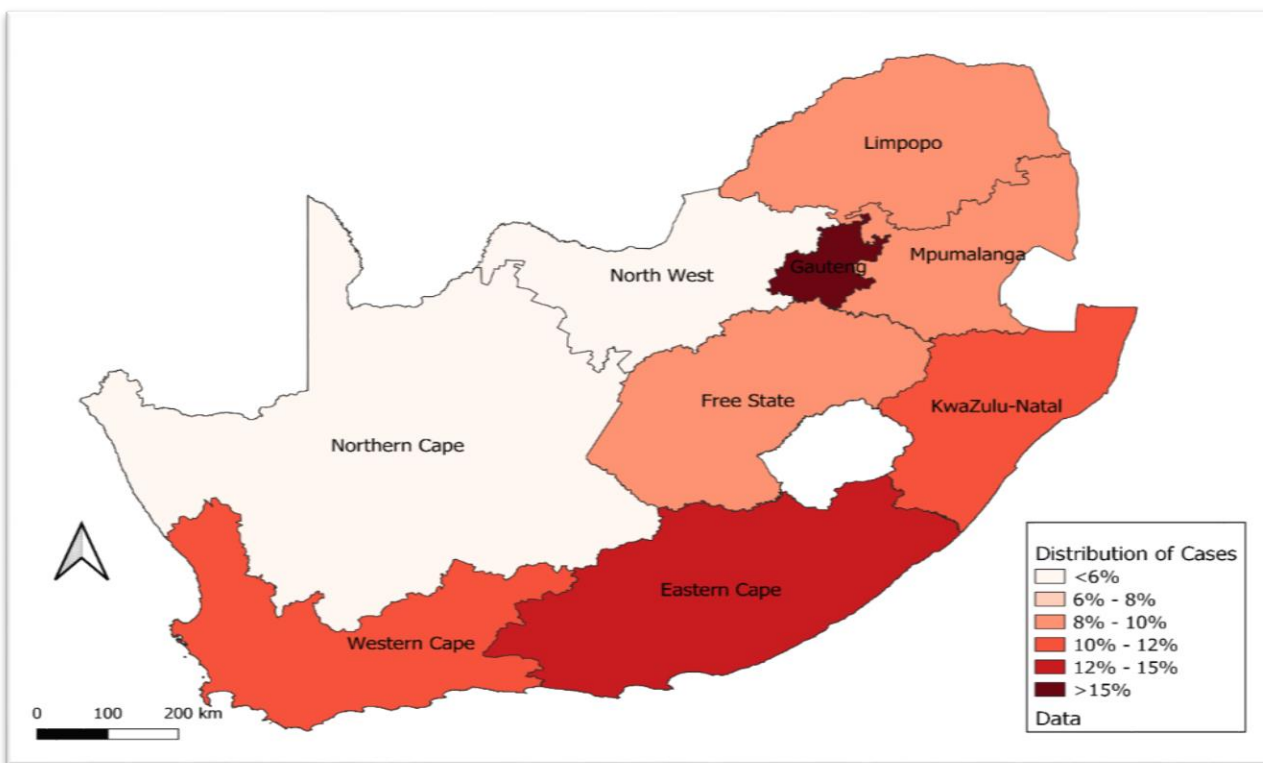 Limpopo
Mpumalanga
Gauteng
North West
Free State
KwaZulu-Natal
Northern Cape
Eastern Cape
Western Cape
0 100 200 km
Distribution of Cases
<6%
6% - 8%
8% - 10%
10% - 12%
12% - 15%
>15%
Data